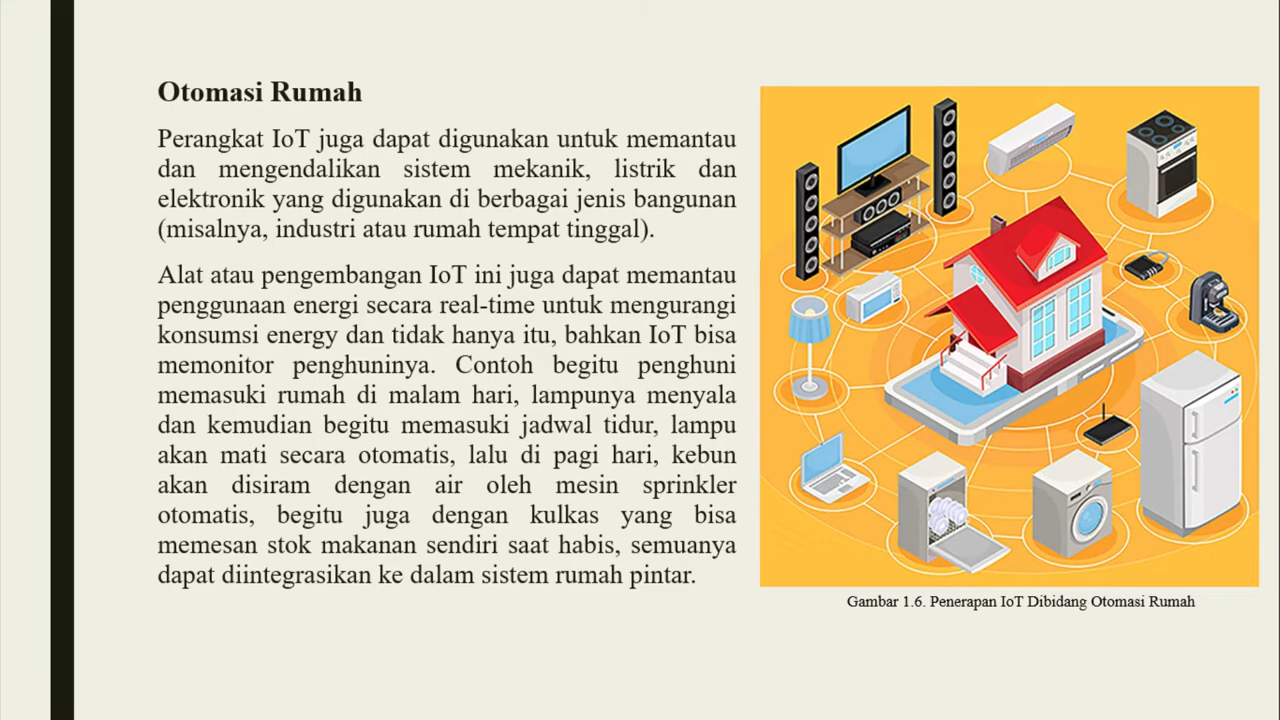 Otomasi Rumah
Perangkat IoT juga dapat digunakan untuk memantau
dan mengendalikan sistem mekanik, listrik dan
elektronik yang digunakan di berbagai jenis bangunan
(misalnya, industri atau rumah tempat tinggal).
Alat atau pengembangan IoT ini juga dapat memantau
penggunaan energi secara real-time untuk mengurangi
konsumsi energy dan tidak hanya itu, bahkan IoT bisa
memonitor penghuninya. Contoh begitu penghuni
memasuki rumah di malam hari, lampunya menyala
dan kemudian begitu memasuki jadwal tidur, lampu
akan mati secara otomatis, lalu di pagi hari, kebun
akan disiram dengan air oleh mesin sprinkler
otomatis, begitu juga dengan kulkas yang bisa
memesan stok makanan sendiri saat habis, semuanya
dapat diintegrasikan ke dalam sistem rumah pintar.
Gambar 1.6. Penerapan IoT Dibidang Otomasi Rumah